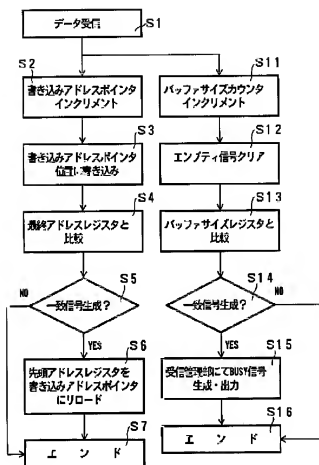 データ受信
S1
S2
書き込みアドレスポインタ
インクリメント
S3
書き込みアドレスポインタ
位置に書き込み
S4
最終アドレスレジスタと
比較
S5
一致信号生成?
NO
YES
S6
先頭アドレスレジスタを
書き込みアドレスポインタ
にリロード
S7
エンド
S11
バッファサイズカウンタ
インクリメント
S12
エンプティ信号クリア
S13
バッファサイズレジスタと
比較
S14
一致信号生成?
NO
YES
S15
受信管理部にてBUSY信号
生成・出力
S16
エンド